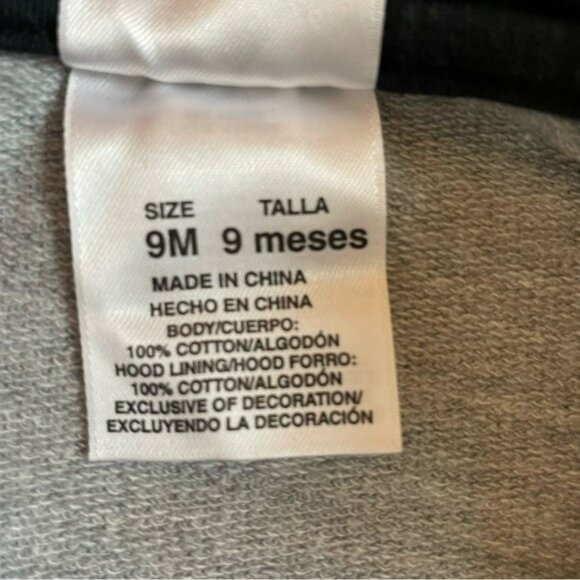 SIZE TALLA
9M 9 meses
MADE IN CHINA
HECHO EN CHINA
BODY/CUERPO:
100% COTTON/ALGODÓN
HOOD LINING/HOOD FORRO:
100% COTTON/ALGODÓN
EXCLUSIVE OF DECORATION/
EXCLUYENDO LA DECORACIÓN